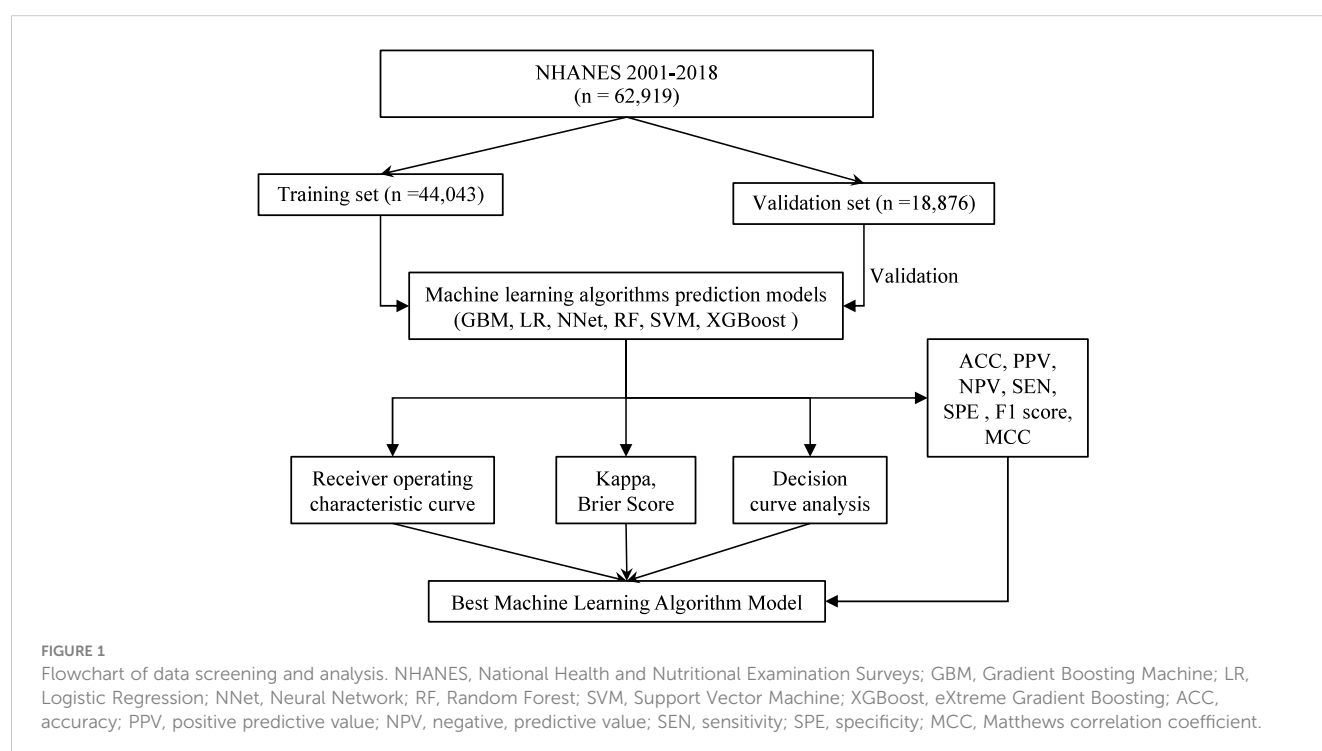 NHANES 2001-2018
(n = 62,919)
Training set (n =44,043)
Validation set (n =18,876)
Validation
Machine learning algorithms prediction models
(GBM, LR, NNet, RF, SVM, XGBoost )
ACC, PPV,
NPV, SEN,
SPE , F1 score,
MCC
Receiver operating
characteristic curve
Kappa,
Brier Score
Decision
curve analysis
Best Machine Learning Algorithm Model
FIGURE 1
Flowchart of data screening and analysis. NHANES, National Health and Nutritional Examination Surveys; GBM, Gradient Boosting Machine; LR,
Logistic Regression; NNet, Neural Network; RF, Random Forest; SVM, Support Vector Machine; XGBoost, eXtreme Gradient Boosting; ACC,
accuracy; PPV, positive predictive value; NPV, negative, predictive value; SEN, sensitivity; SPE, specificity; MCC, Matthews correlation coefficient.